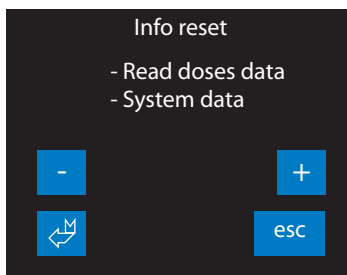 Info reset
- Read doses data
- System data
- +
M esc